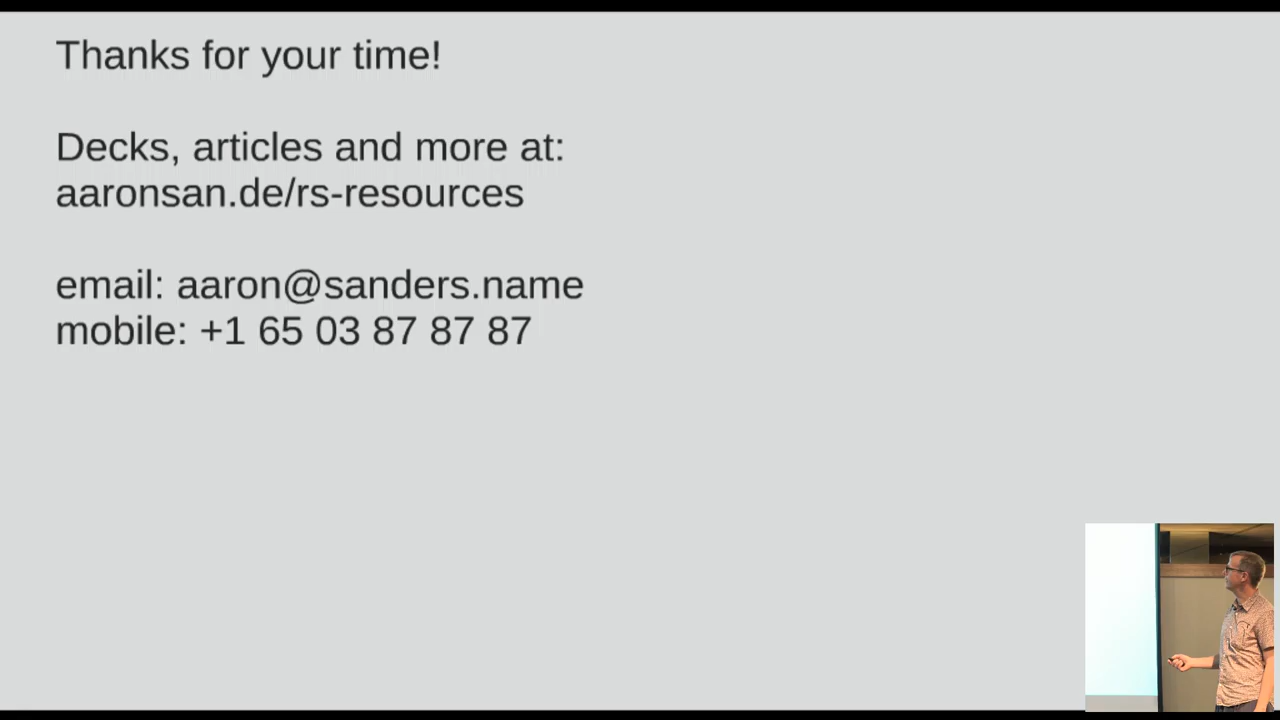 Thanks for your time!
Decks, articles and more at:
aaronsan.de/rs-resources
email: aaron@sanders.name
mobile: +1 65 03 87 87 87